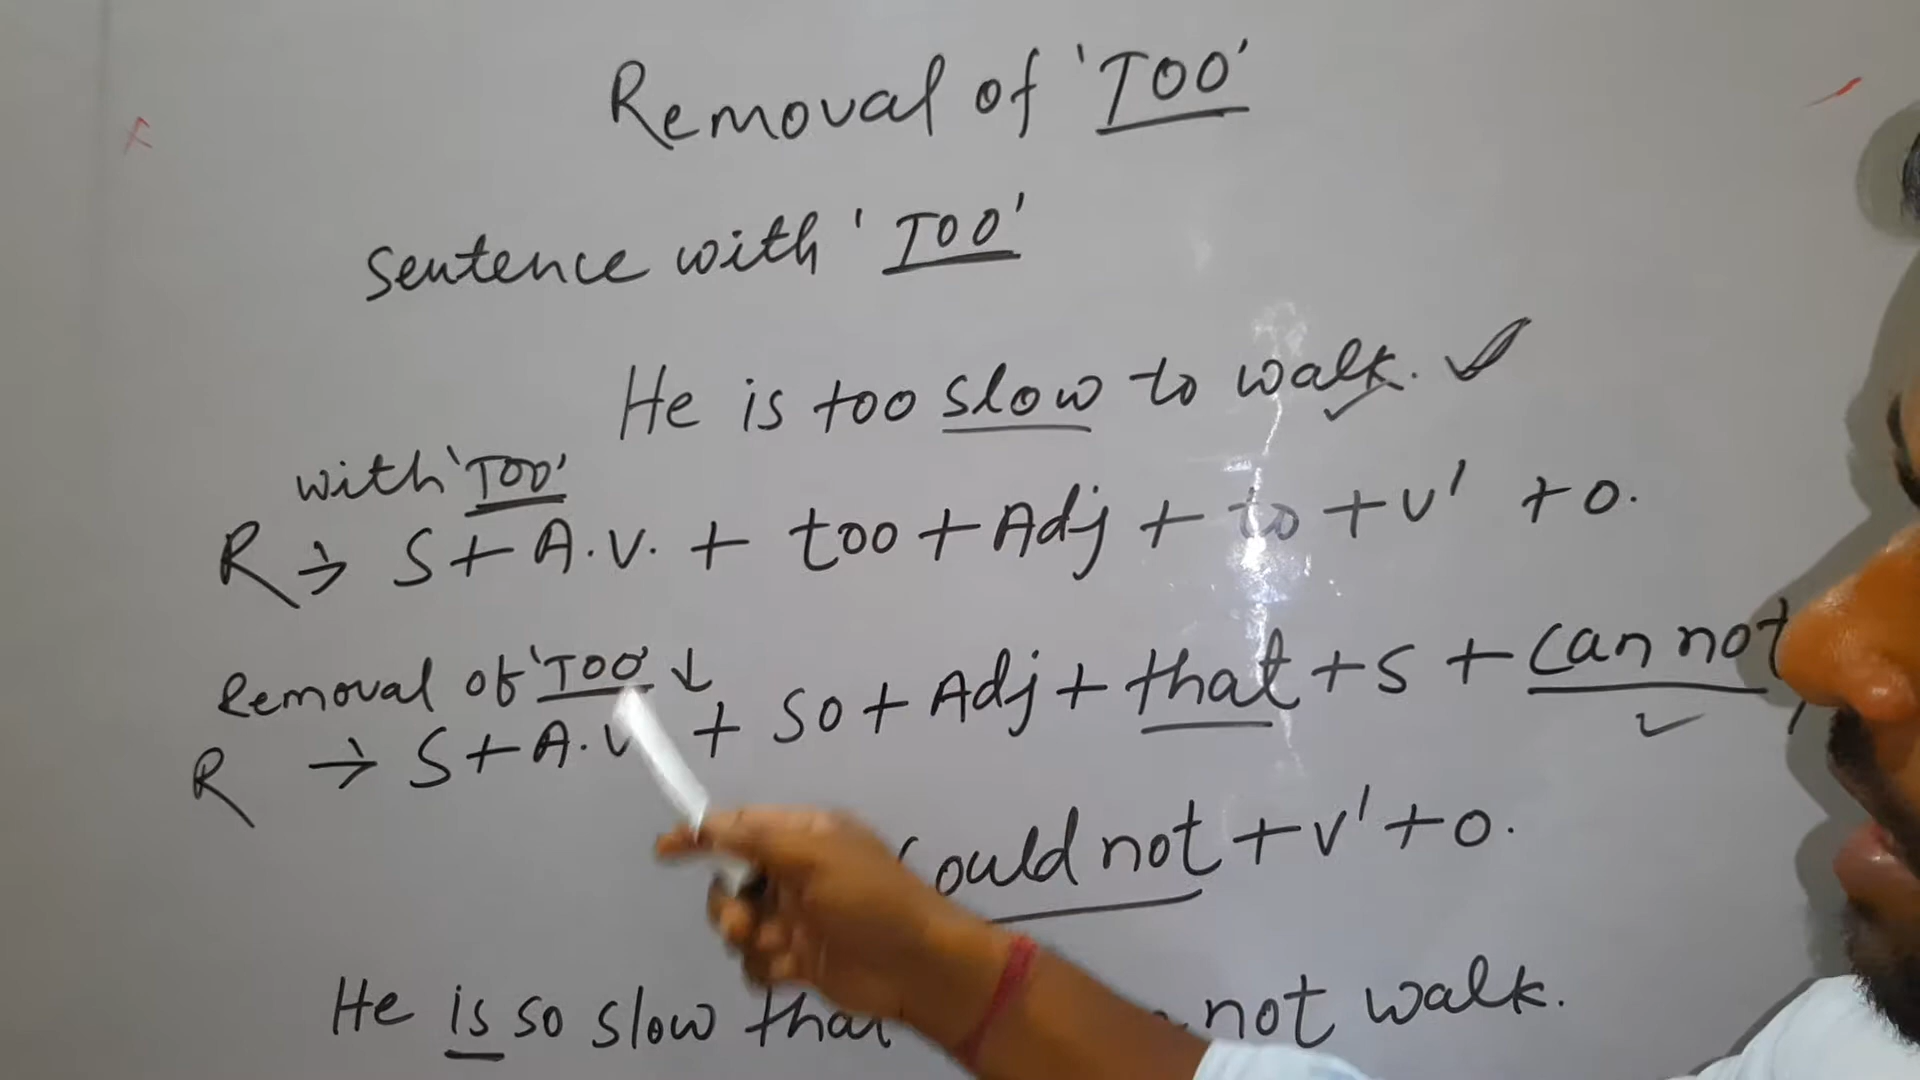 Removal of 'TOO'
Sentence with 'TOO'
He is too slow to walk.
with 'TOO'
R → S + A.V. + too + Adj + to + V' + O.
Removal of 'TOO' ↓
R → S + A.V + so + Adj + that + S + can not
could not + V' + O.
He is so slow that not walk.